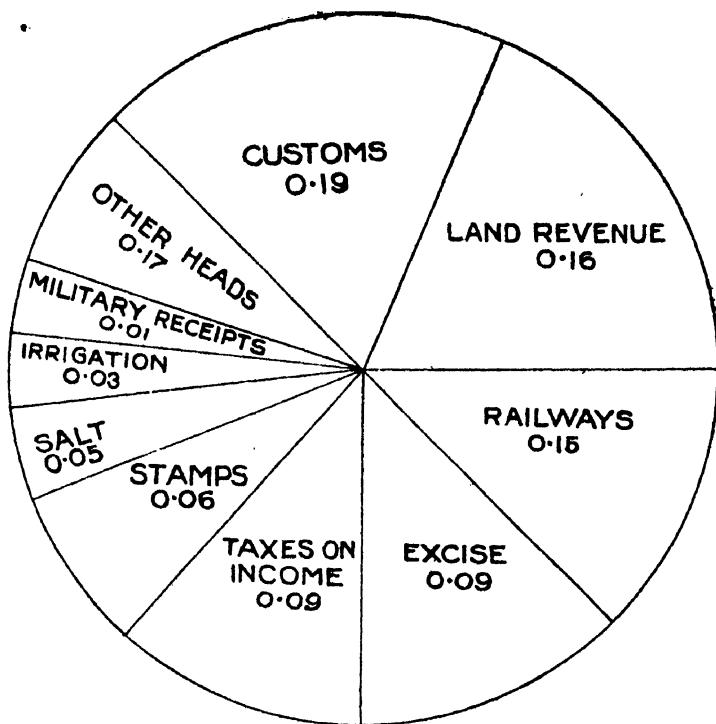 CUSTOMS
0·19
LAND REVENUE
0·16
OTHER HEADS
0·17
MILITARY RECEIPTS
0·01
IRRIGATION
0·03
SALT
0·05
STAMPS
0·06
TAXES ON
INCOME
0·09
EXCISE
0·09
RAILWAYS
0·15